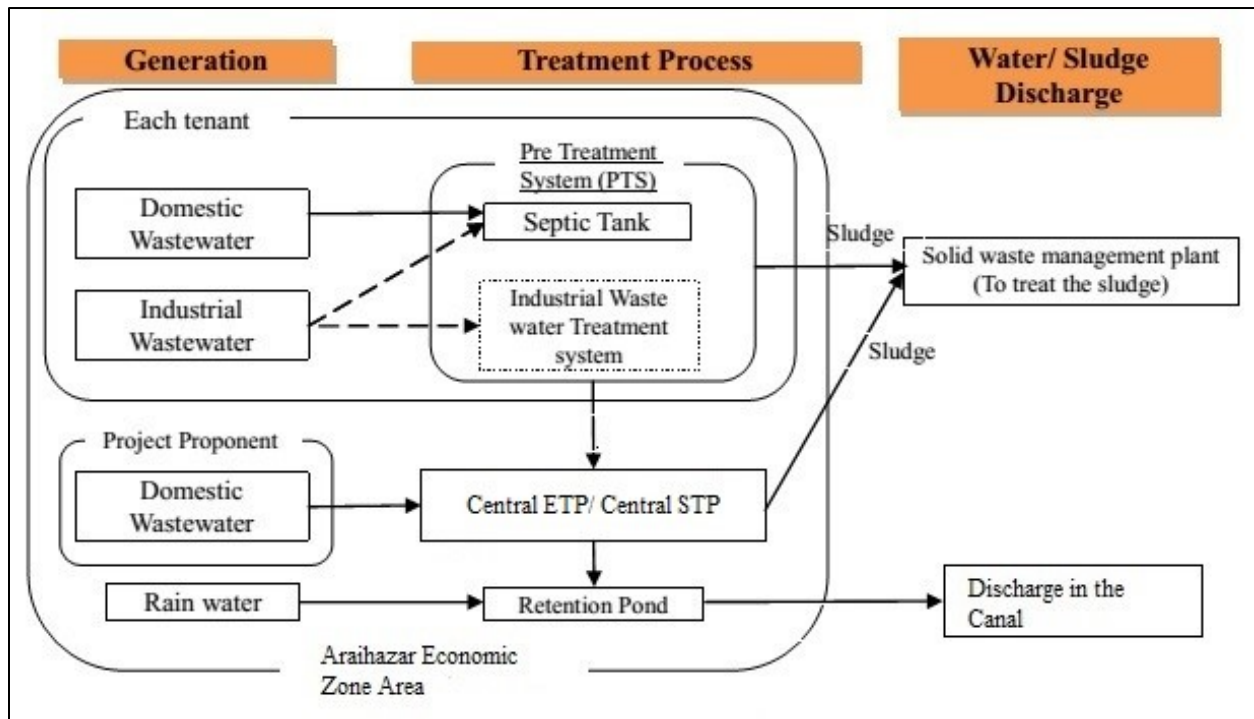 Generation
Treatment Process
Water/ Sludge
Discharge
Each tenant
Pre Treatment
System (PTS)
Domestic
Wastewater
Septic Tank
Sludge
Solid waste management plant
(To treat the sludge)
Industrial
Wastewater
Industrial Waste
water Treatment
system
Sludge
Project Proponent
Domestic
Wastewater
Central ETP/ Central STP
Rain water
Retention Pond
Discharge in the
Canal
Araihazar Economic
Zone Area